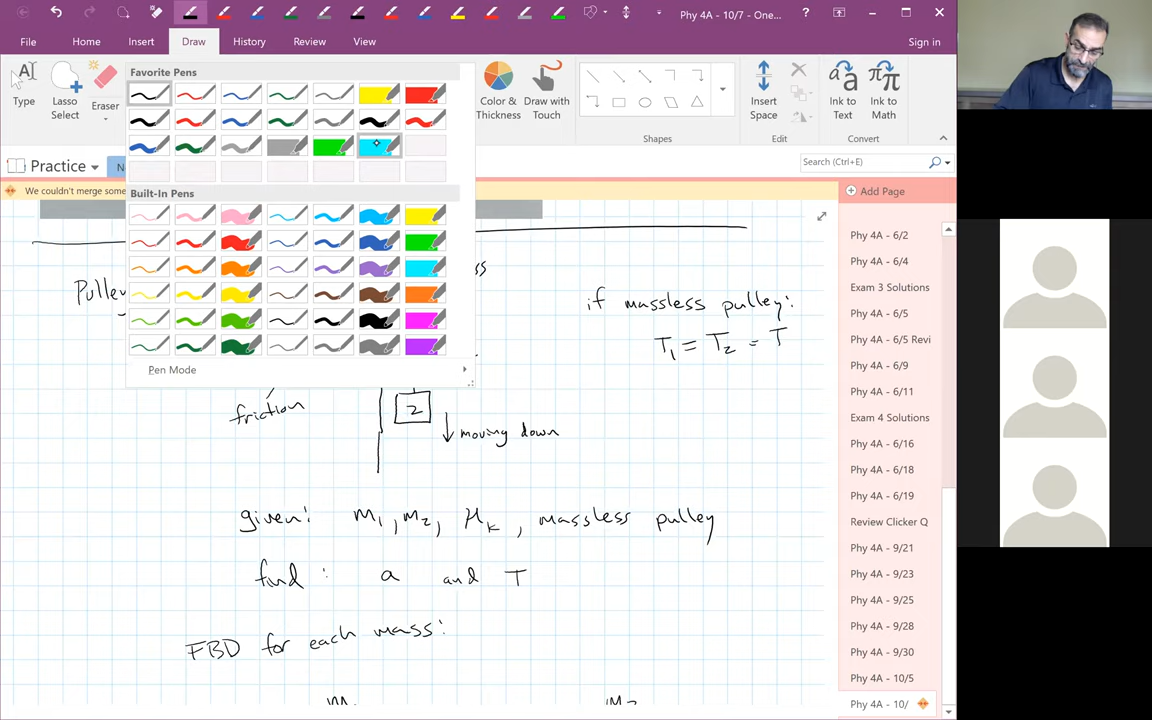 Phy 4A - 10/7 - One...
?
File
Home
Insert
Draw
History
Review
View
Sign in
Type
Lasso
Select
Eraser
Favorite Pens
Built-In Pens
Pen Mode
Color &
Thickness
Draw with
Touch
Shapes
Insert
Space
Edit
Ink to
Text
Ink to
Math
Convert
Practice
Search (Ctrl+E)
We couldn't merge some
Add Page
Phy 4A - 6/2
Phy 4A - 6/4
Exam 3 Solutions
Phy 4A - 6/5
Phy 4A - 6/5 Revi
Phy 4A - 6/9
Phy 4A - 6/11
Exam 4 Solutions
Phy 4A - 6/16
Phy 4A - 6/18
Phy 4A - 6/19
Review Clicker Q
Phy 4A - 9/21
Phy 4A - 9/23
Phy 4A - 9/25
Phy 4A - 9/28
Phy 4A - 9/30
Phy 4A - 10/5
Phy 4A - 10/
Pulley
if massless pulley:
T₁ = T₂ = T
friction
2
↓ moving down
given: m₁, m₂, μₖ, massless pulley
find: a and T
FBD for each mass: